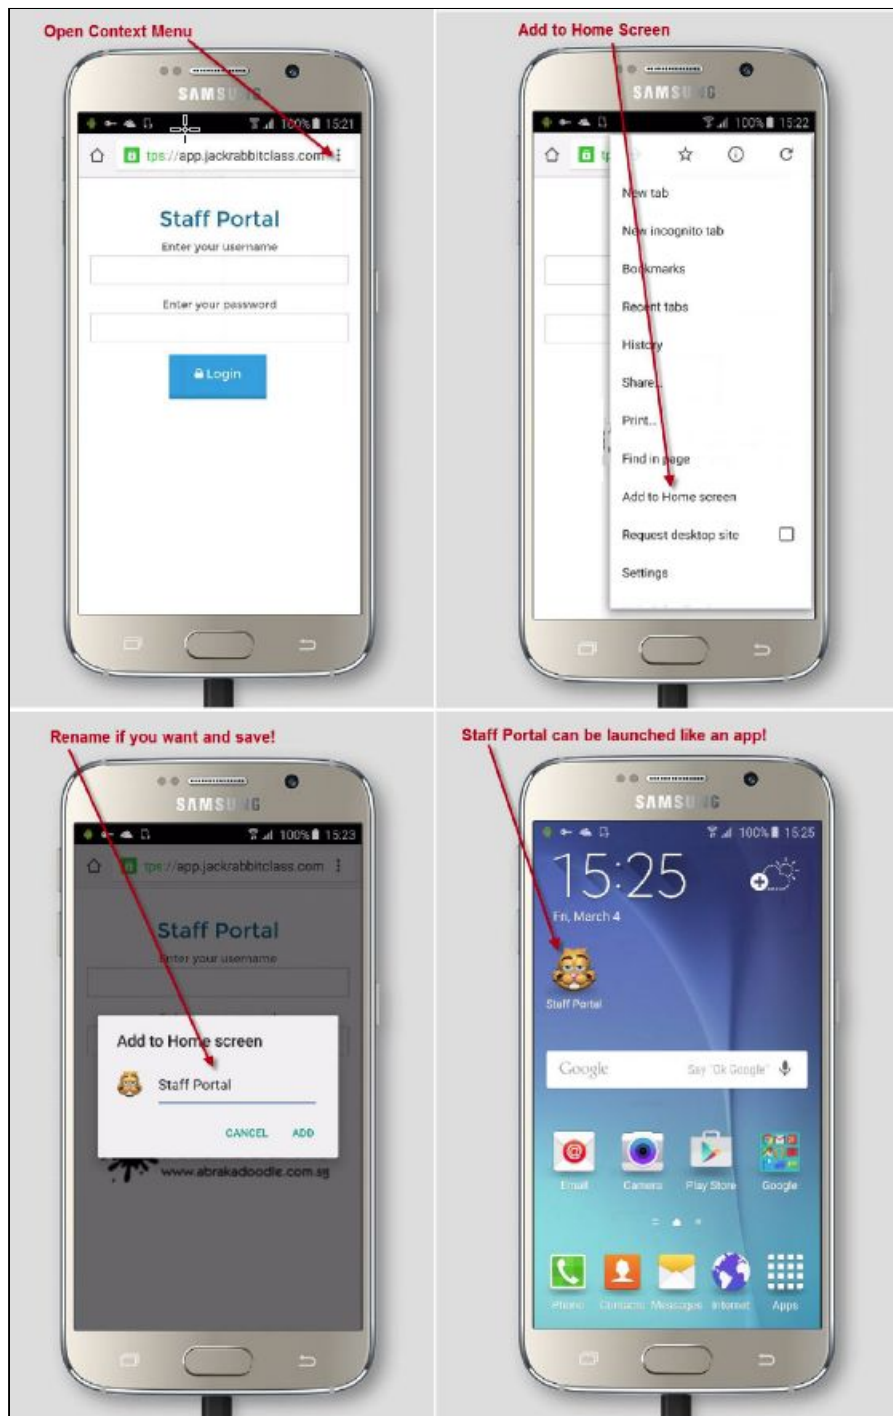 Open Context Menu
SAMSUNG
100% 15:21
tps://app.jackrabbitclass.com
Staff Portal
Enter your username
Enter your password
Login
Add to Home Screen
SAMSUNG
100% 15:22
New tab
New incognito tab
Bookmarks
Recent tabs
History
Share...
Print...
Find in page
Add to Home screen
Request desktop site
Settings
Rename if you want and save!
SAMSUNG
100% 15:23
tps://app.jackrabbitclass.com
Staff Portal
Enter your username
Add to Home screen
Staff Portal
CANCEL ADD
www.abrakadoodle.com.sg
Staff Portal can be launched like an app!
SAMSUNG
100% 15:25
15:25
Fri, March 4
Staff Portal
Google Say "Ok Google"
Email Camera Play Store Google
Phone Contacts Messages Internet Apps